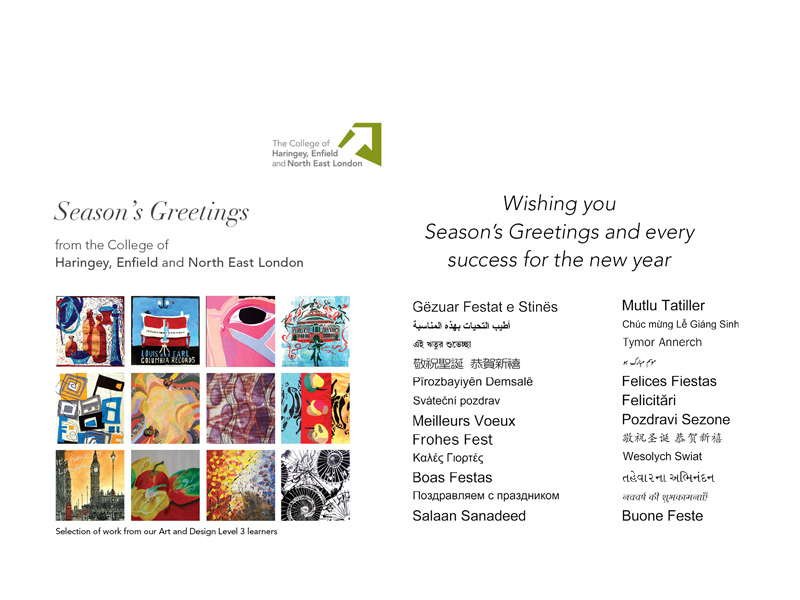 The College of
Haringey, Enfield
and North East London
Season's Greetings
from the College of
Haringey, Enfield and North East London
LOUIS EARL
COLUMBIA RECORDS
Selection of work from our Art and Design Level 3 learners
Wishing you
Season's Greetings and every
success for the new year
Gëzuar Festat e Stinës
أطيب التحيات بهذه المناسبة
এই ঋতুর শুভেচ্ছা
敬祝聖誕 恭賀新禧
Pîrozbayiyên Demsalê
Sváteční pozdrav
Meilleurs Voeux
Frohes Fest
Καλές Γιορτές
Boas Festas
Поздравляем с праздником
Salaan Sanadeed
Mutlu Tatiller
Chúc mừng Lễ Giáng Sinh
Tymor Annerch
Felices Fiestas
Felicitări
Pozdravi Sezone
敬祝圣诞 恭贺新禧
Wesolych Swiat
તહેવારના અભિનંદન
नववर्ष की शुभकामनाएँ
Buone Feste